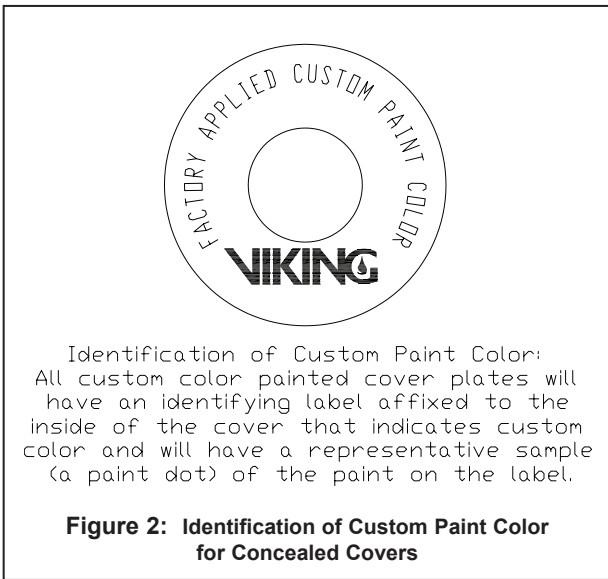 FACTORY APPLIED CUSTOM PAINT COLOR
VIKING
Identification of Custom Paint Color:
All custom color painted cover plates will
have an identifying label affixed to the
inside of the cover that indicates custom
color and will have a representative sample
(a paint dot) of the paint on the label.
Figure 2: Identification of Custom Paint Color
for Concealed Covers